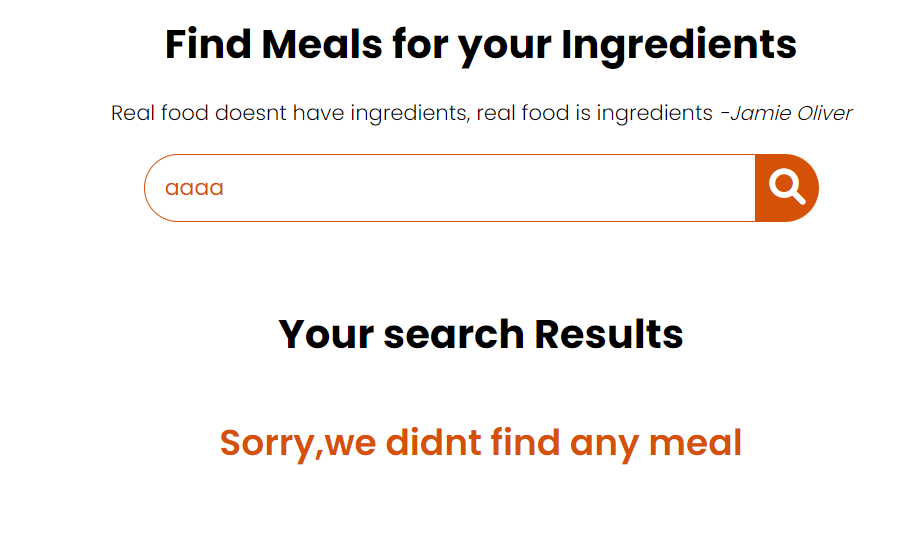 Find Meals for your Ingredients
Real food doesnt have ingredients, real food is ingredients -Jamie Oliver
aaaa
Your search Results
Sorry,we didnt find any meal